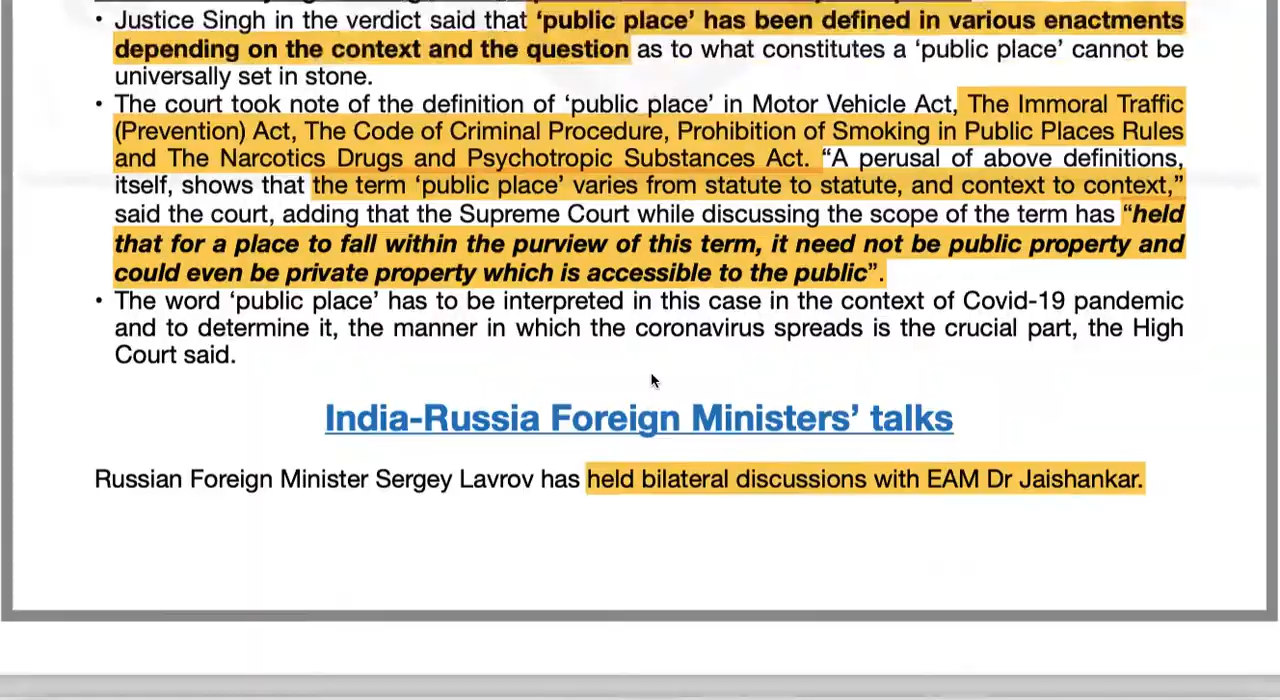 • Justice Singh in the verdict said that ‘public place’ has been defined in various enactments
depending on the context and the question as to what constitutes a ‘public place’ cannot be
universally set in stone.
• The court took note of the definition of ‘public place’ in Motor Vehicle Act, The Immoral Traffic
(Prevention) Act, The Code of Criminal Procedure, Prohibition of Smoking in Public Places Rules
and The Narcotics Drugs and Psychotropic Substances Act. “A perusal of above definitions,
itself, shows that the term ‘public place’ varies from statute to statute, and context to context,”
said the court, adding that the Supreme Court while discussing the scope of the term has “held
that for a place to fall within the purview of this term, it need not be public property and
could even be private property which is accessible to the public”.
• The word ‘public place’ has to be interpreted in this case in the context of Covid-19 pandemic
and to determine it, the manner in which the coronavirus spreads is the crucial part, the High
Court said.
India-Russia Foreign Ministers’ talks
Russian Foreign Minister Sergey Lavrov has held bilateral discussions with EAM Dr Jaishankar.